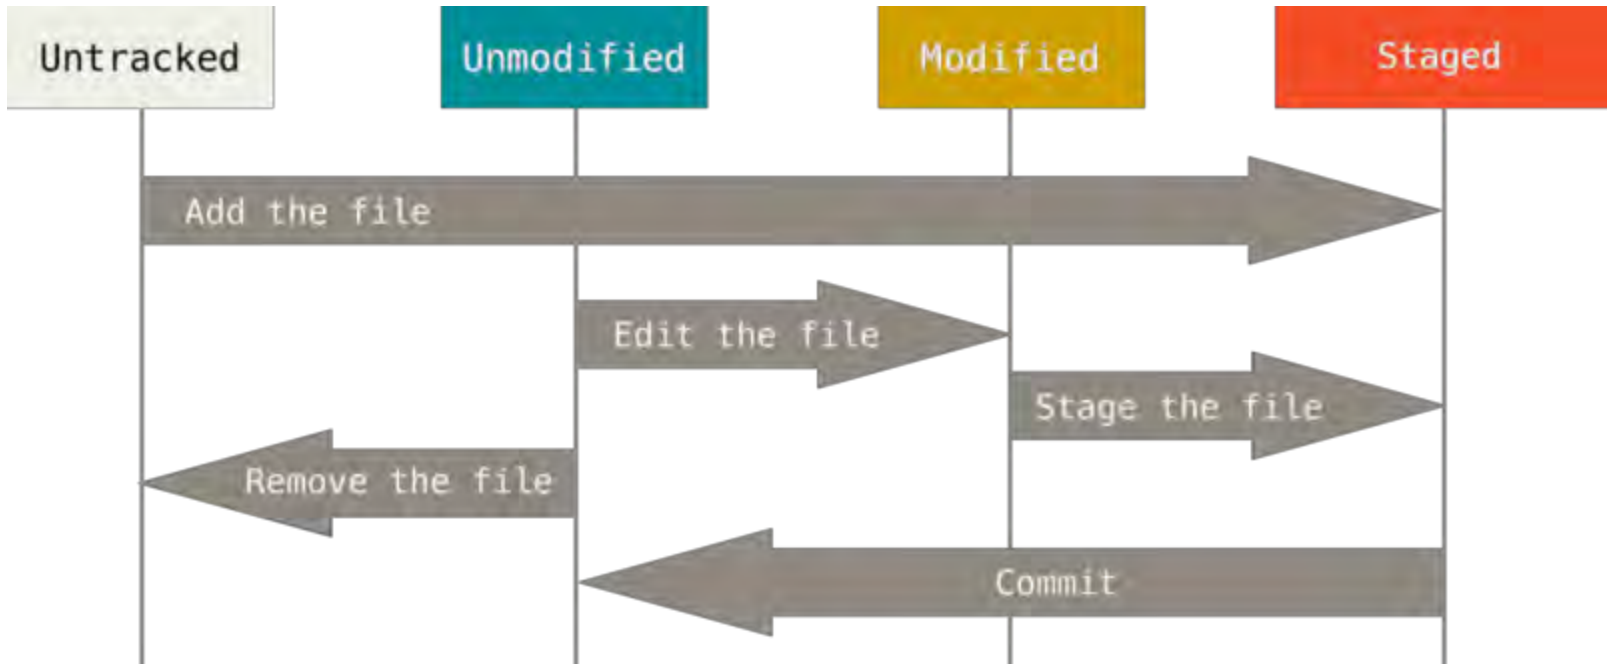 Untracked
Unmodified
Modified
Staged
Add the file
Edit the file
Stage the file
Remove the file
Commit